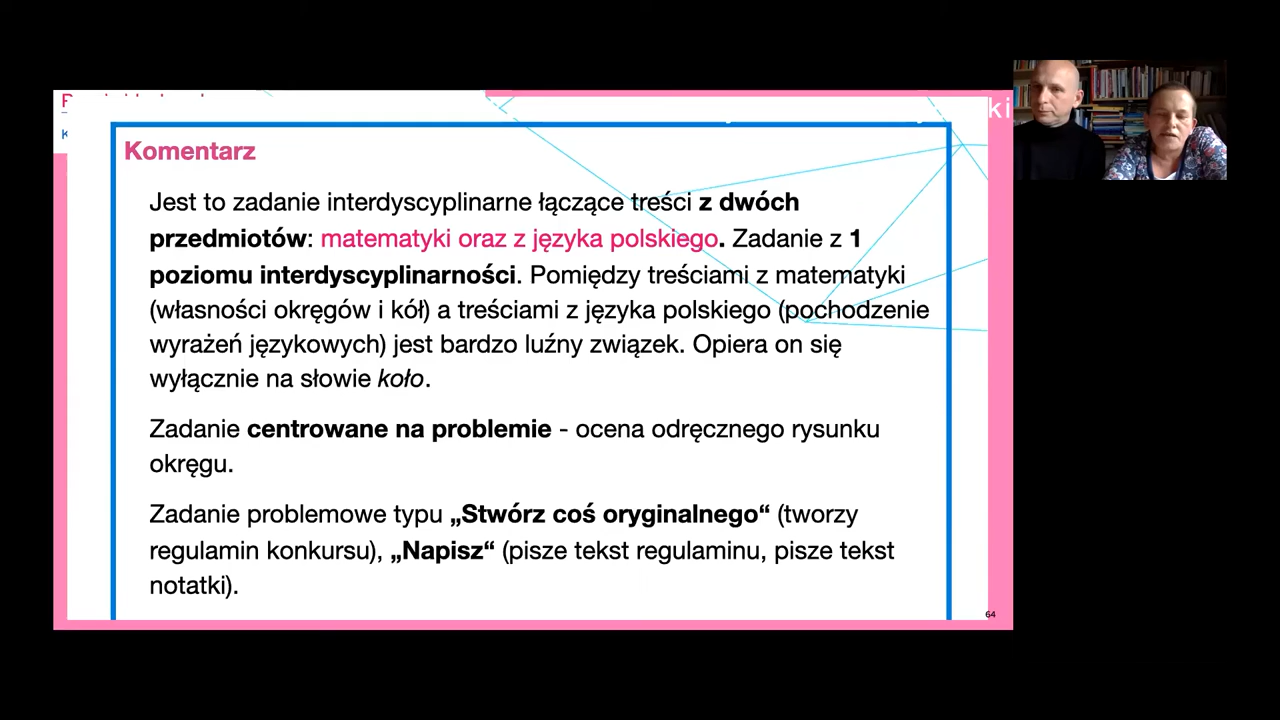 Komentarz
Jest to zadanie interdyscyplinarne łączące treści z dwóch
przedmiotów: matematyki oraz z języka polskiego. Zadanie z 1
poziomu interdyscyplinarności. Pomiędzy treściami z matematyki
(własności okręgów i kół) a treściami z języka polskiego (pochodzenie
wyrażeń językowych) jest bardzo luźny związek. Opiera on się
wyłącznie na słowie koło.
Zadanie centrowane na problemie - ocena odręcznego rysunku
okręgu.
Zadanie problemowe typu „Stwórz coś oryginalnego“ (tworzy
regulamin konkursu), „Napisz“ (pisze tekst regulaminu, pisze tekst
notatki).
64